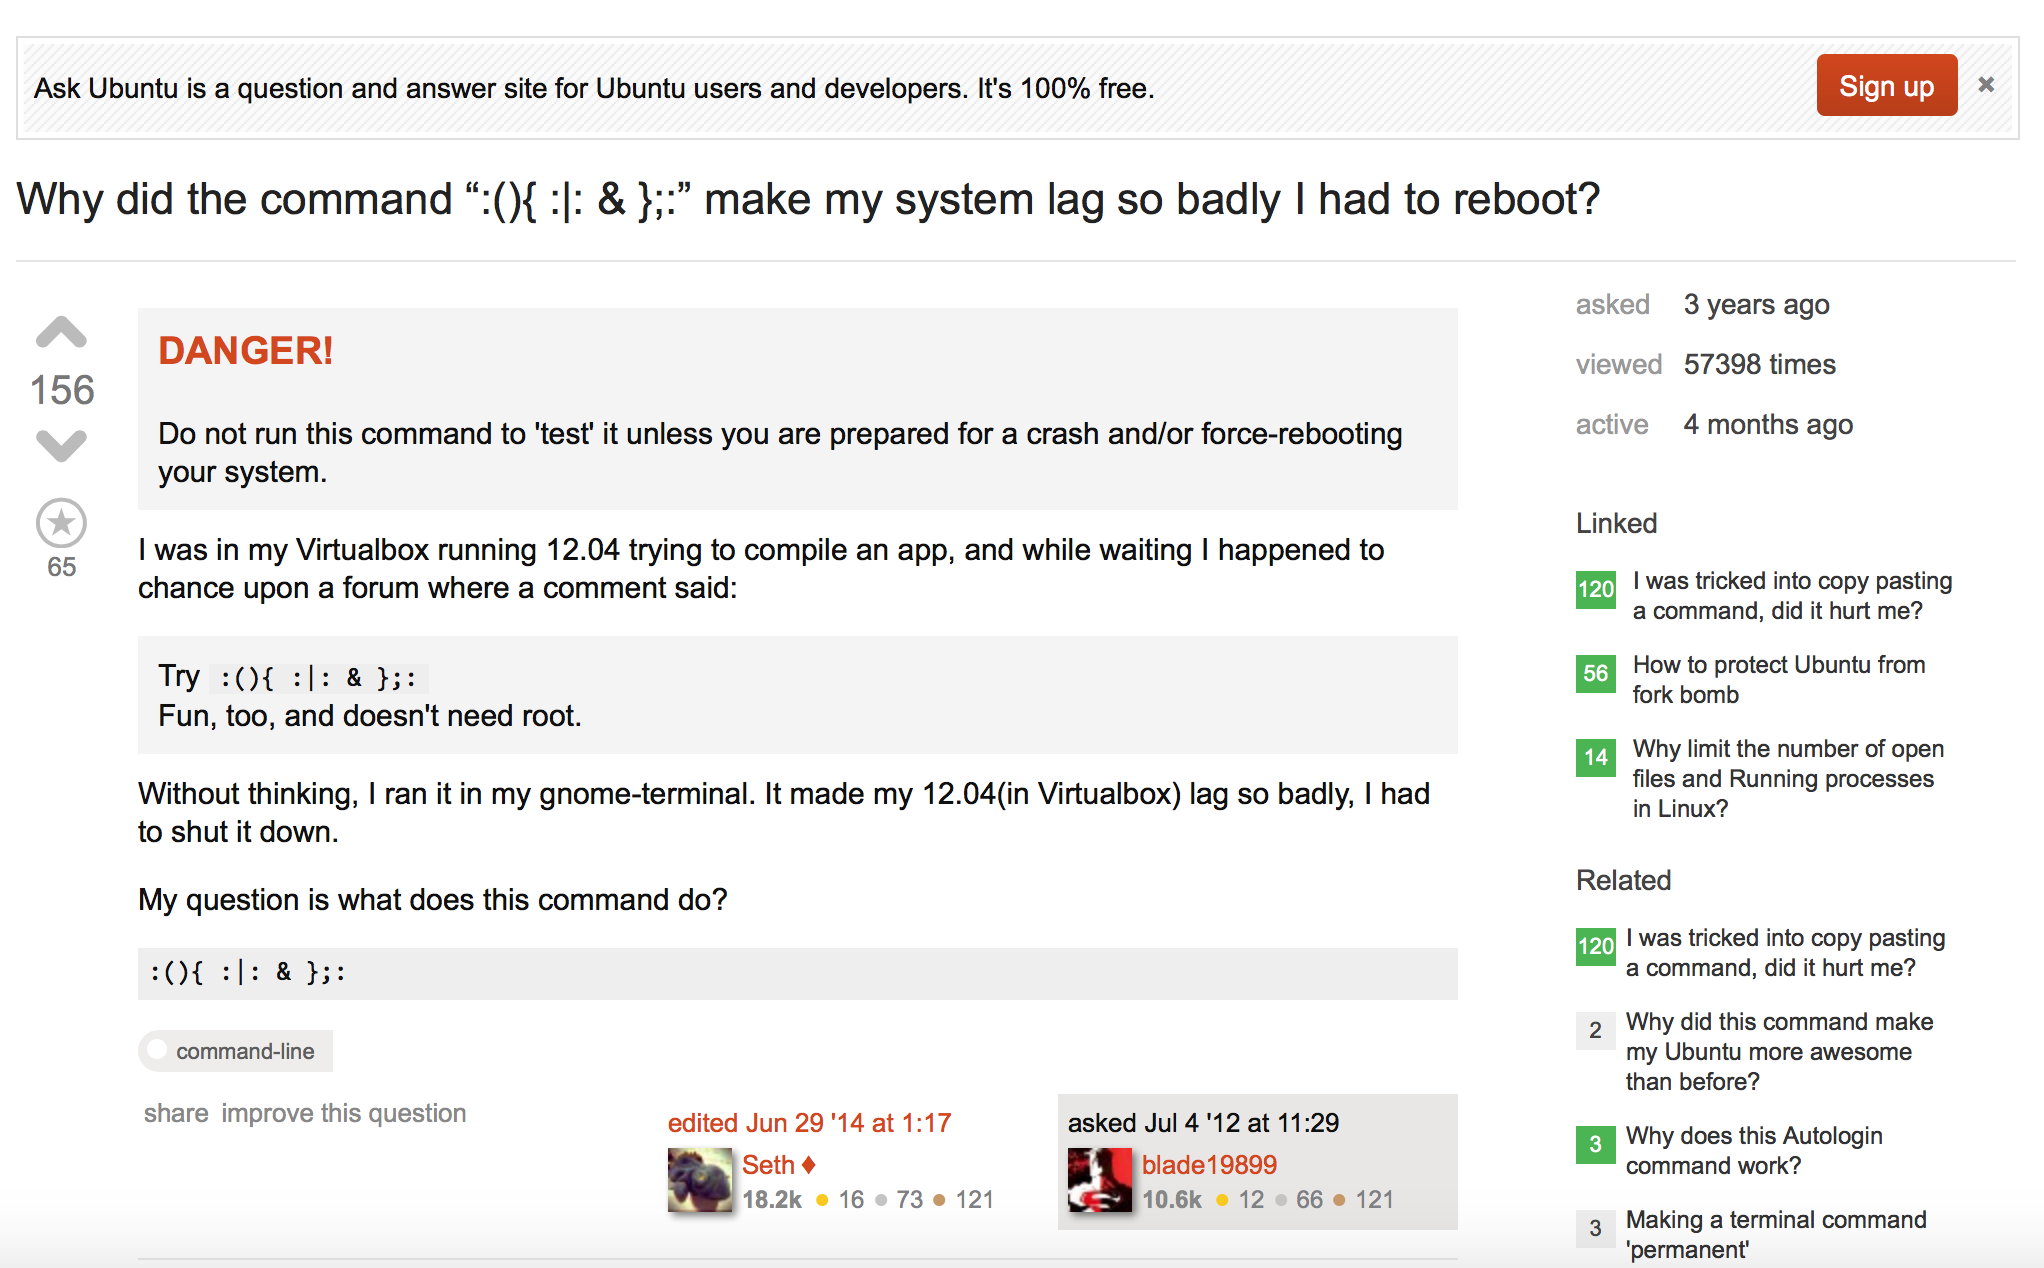 Ask Ubuntu is a question and answer site for Ubuntu users and developers. It's 100% free.
Sign up
Why did the command “:(){ :|: & };:” make my system lag so badly I had to reboot?
156
65
DANGER!
Do not run this command to 'test' it unless you are prepared for a crash and/or force-rebooting
your system.
I was in my Virtualbox running 12.04 trying to compile an app, and while waiting I happened to
chance upon a forum where a comment said:
Try :(){ :|: & };:
Fun, too, and doesn't need root.
Without thinking, I ran it in my gnome-terminal. It made my 12.04(in Virtualbox) lag so badly, I had
to shut it down.
My question is what does this command do?
:(){ :|: & };:
command-line
share improve this question
edited Jun 29 '14 at 1:17
Seth ♦
18.2k ● 16 ● 73 ● 121
asked Jul 4 '12 at 11:29
blade19899
10.6k ● 12 ● 66 ● 121
asked 3 years ago
viewed 57398 times
active 4 months ago
Linked
120 I was tricked into copy pasting
a command, did it hurt me?
56 How to protect Ubuntu from
fork bomb
14 Why limit the number of open
files and Running processes
in Linux?
Related
120 I was tricked into copy pasting
a command, did it hurt me?
2 Why did this command make
my Ubuntu more awesome
than before?
3 Why does this Autologin
command work?
3 Making a terminal command
'permanent'